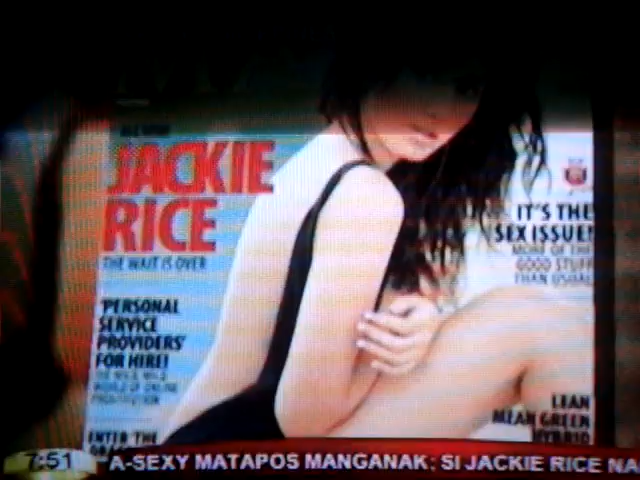 JACKIE
RICE
THE WAIT IS OVER
'PERSONAL
SERVICE
PROVIDERS'
FOR HIRE!
ENTER THE
IT'S THE
SEX ISSUE!
MORE OF THE
GOOD STUFF
THAN USUAL
LEAN
MEAN GREEN
HYBRID
7:51
A-SEXY MATAPOS MANGANAK; SI JACKIE RICE NA